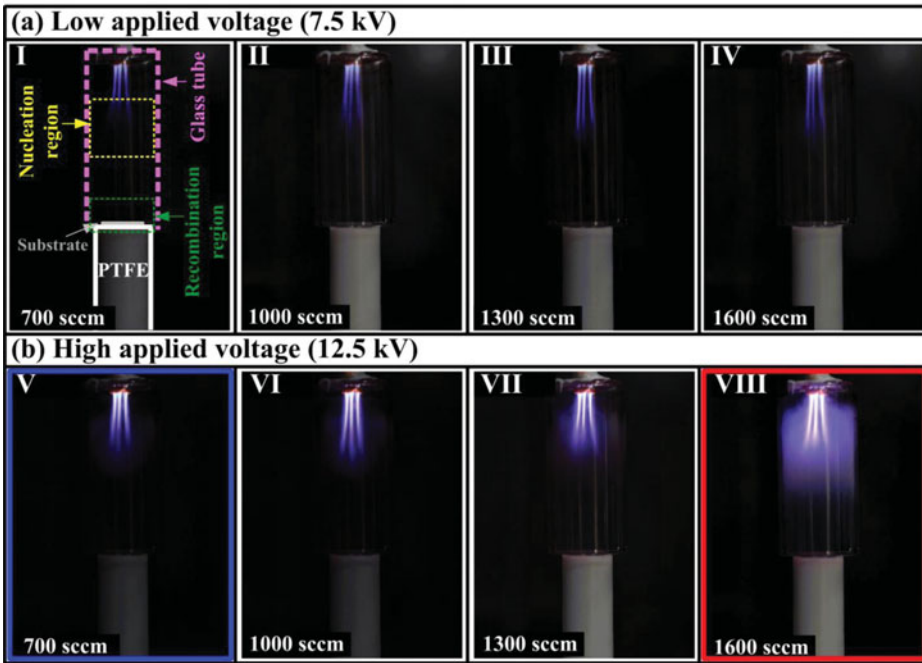 (a) Low applied voltage (7.5 kV)
I
Nucleation
region
Glass tube
Recombination
region
Substrate
PTFE
700 sccm
II
1000 sccm
III
1300 sccm
IV
1600 sccm
(b) High applied voltage (12.5 kV)
V
700 sccm
VI
1000 sccm
VII
1300 sccm
VIII
1600 sccm